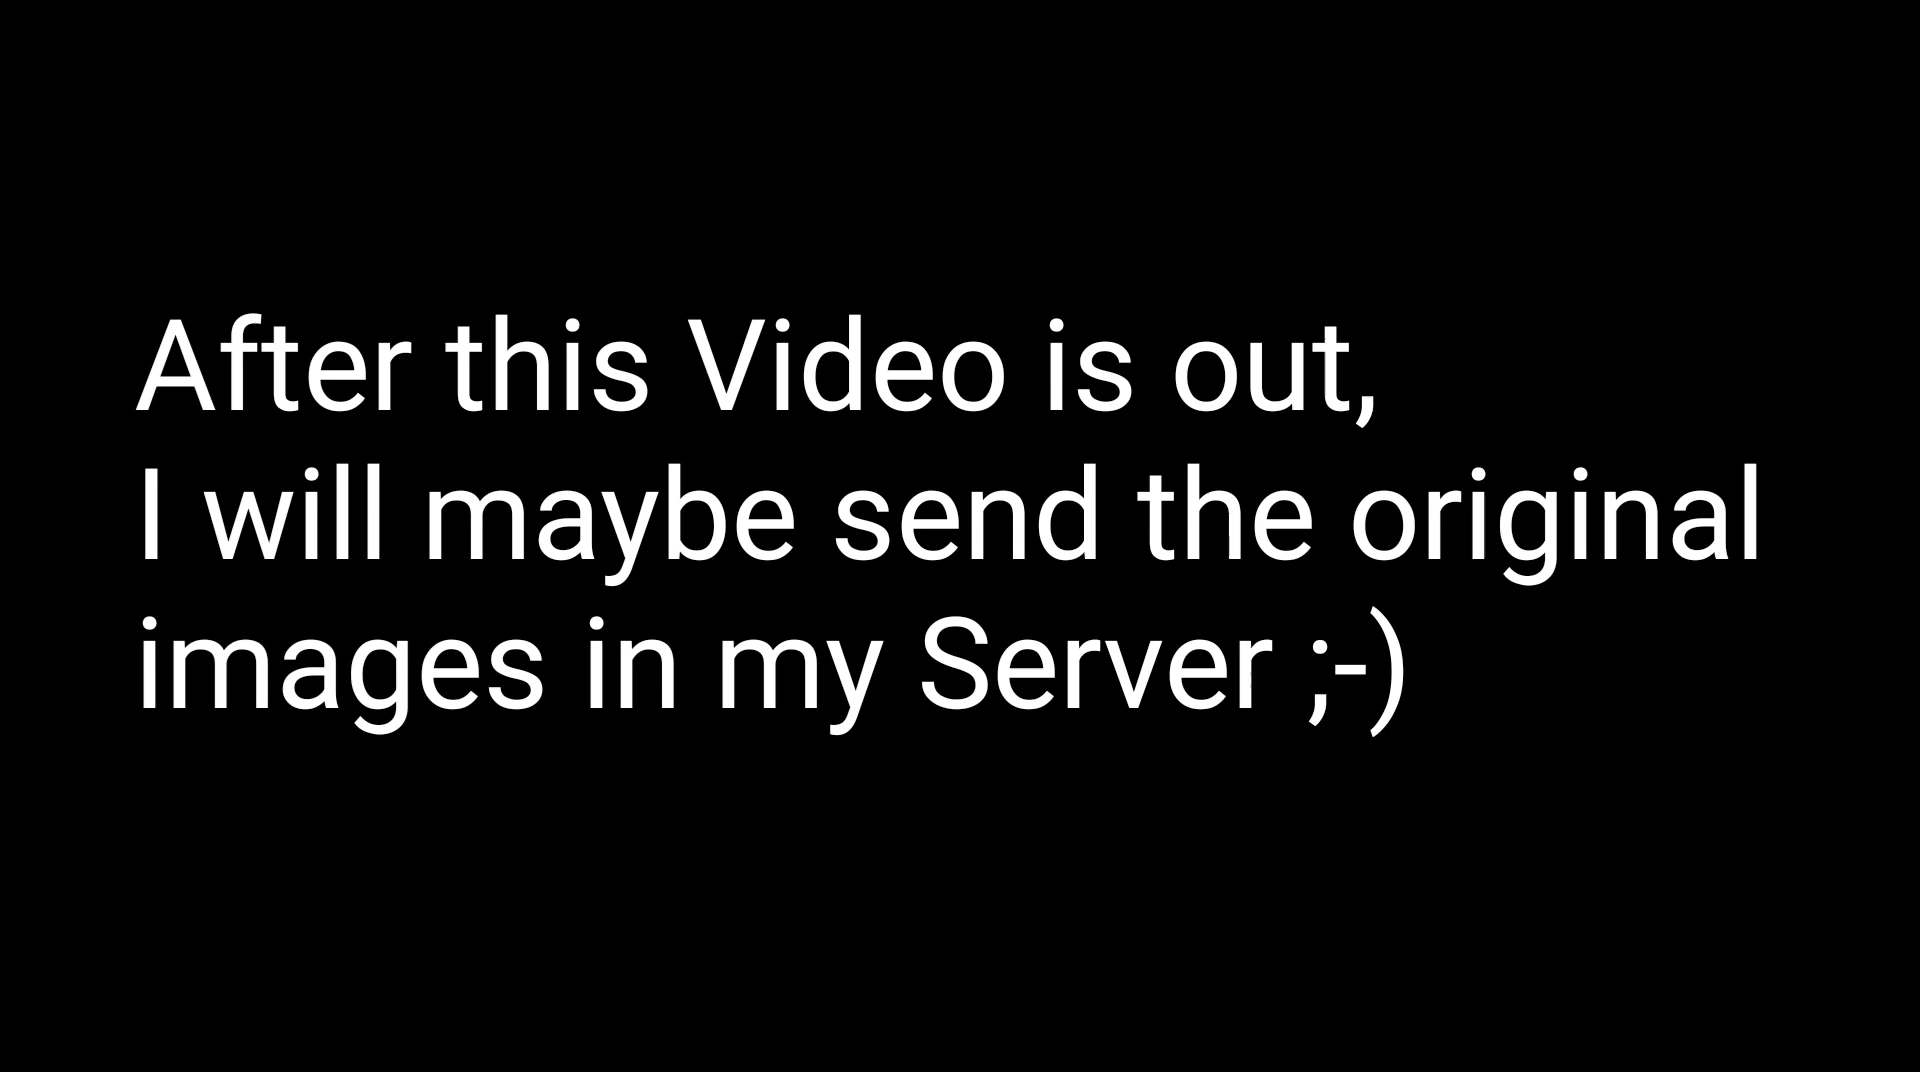 After this Video is out,
I will maybe send the original
images in my Server ;-)